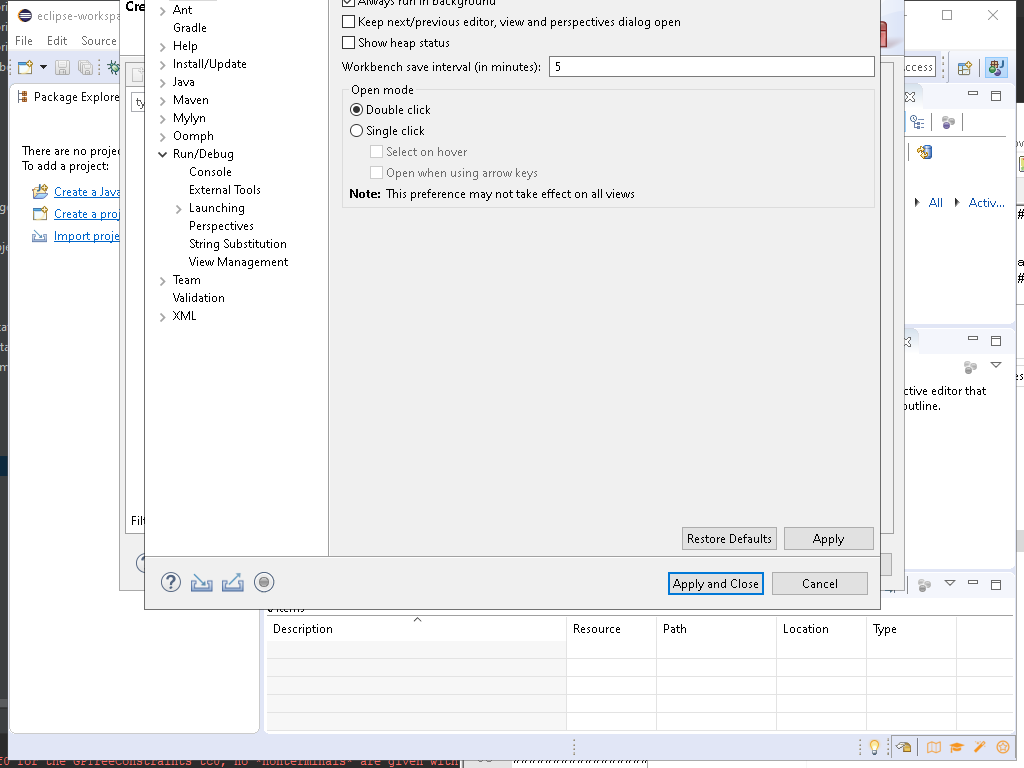 eclipse-workspa
Cre
File Edit Source
Package Explore
There are no proje
To add a project:
Create a Java
Create a proj
Import proje
Ant
Gradle
Help
Install/Update
Java
Maven
Mylyn
Oomph
Run/Debug
Console
External Tools
Launching
Perspectives
String Substitution
View Management
Team
Validation
XML
Always run in background
Keep next/previous editor, view and perspectives dialog open
Show heap status
Workbench save interval (in minutes): 5
Open mode
Double click
Single click
Select on hover
Open when using arrow keys
Note: This preference may not take effect on all views
Restore Defaults Apply
Apply and Close Cancel
ty
Filt
ccess
All Activ...
ctive editor that
outline.
items
Description Resource Path Location Type
for the GPTreeConstraints tc0, no *nonterminals* are given with